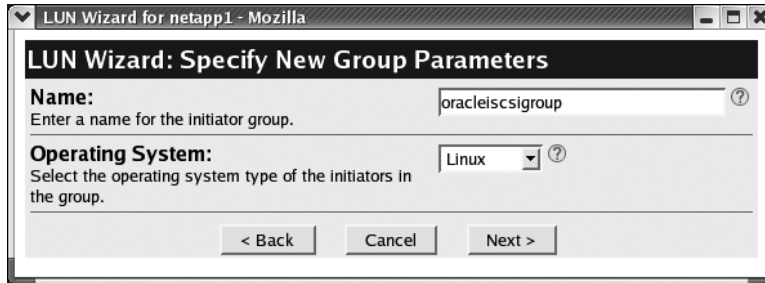 LUN Wizard for netapp1 - Mozilla
LUN Wizard: Specify New Group Parameters
Name:
Enter a name for the initiator group.
oracleiscsigroup
?
Operating System:
Select the operating system type of the initiators in
the group.
Linux
?
< Back
Cancel
Next >